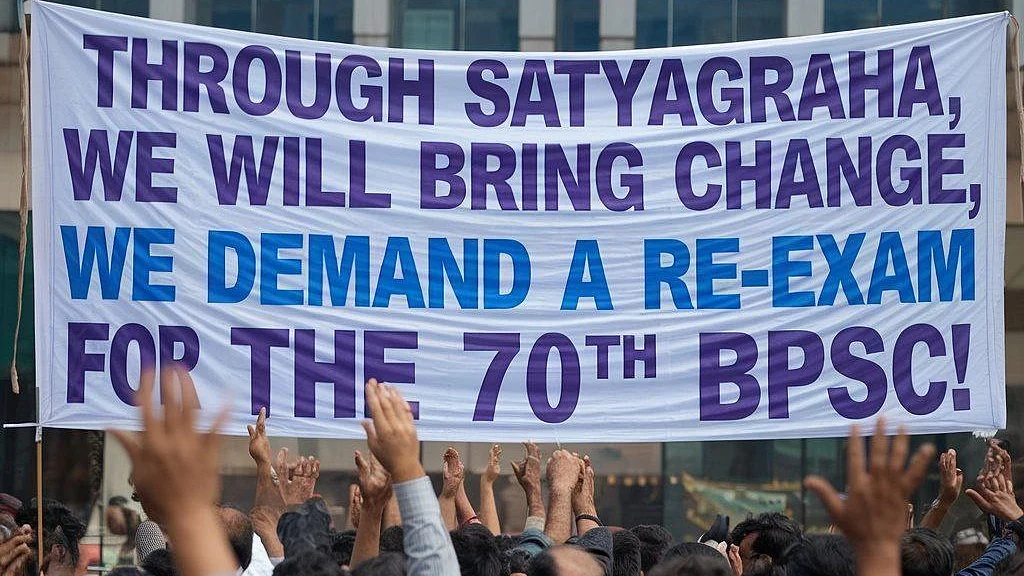 THROUGH SATYAGRAHA,
WE WILL BRING CHANGE,
WE DEMAND A RE-EXAM
FOR THE 70TH BPSC!